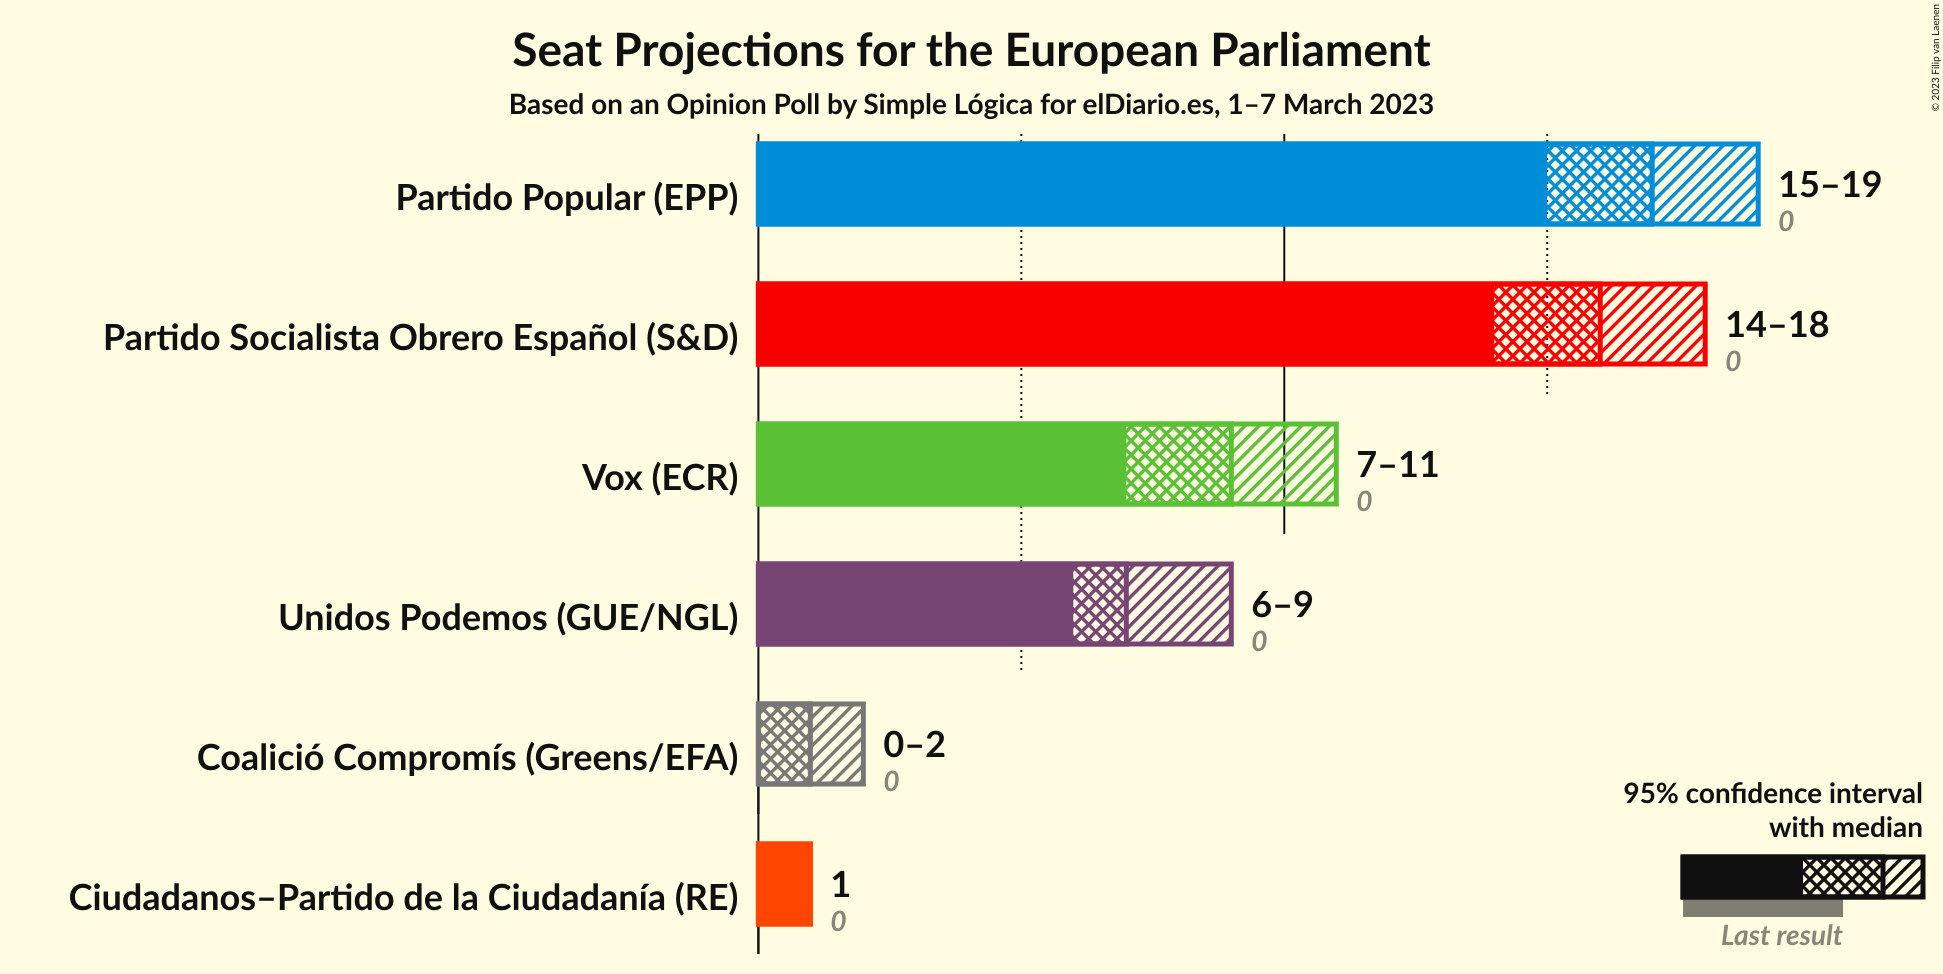 Seat Projections for the European Parliament
Based on an Opinion Poll by Simple Lógica for elDiario.es, 1–7 March 2023
© 2023 Filip van Laenen
Partido Popular (EPP)
15–19
0
Partido Socialista Obrero Español (S&D)
14–18
0
Vox (ECR)
7–11
0
Unidos Podemos (GUE/NGL)
6–9
0
Coalició Compromís (Greens/EFA)
0–2
0
Ciudadanos–Partido de la Ciudadanía (RE)
1
0
95% confidence interval
with median
Last result